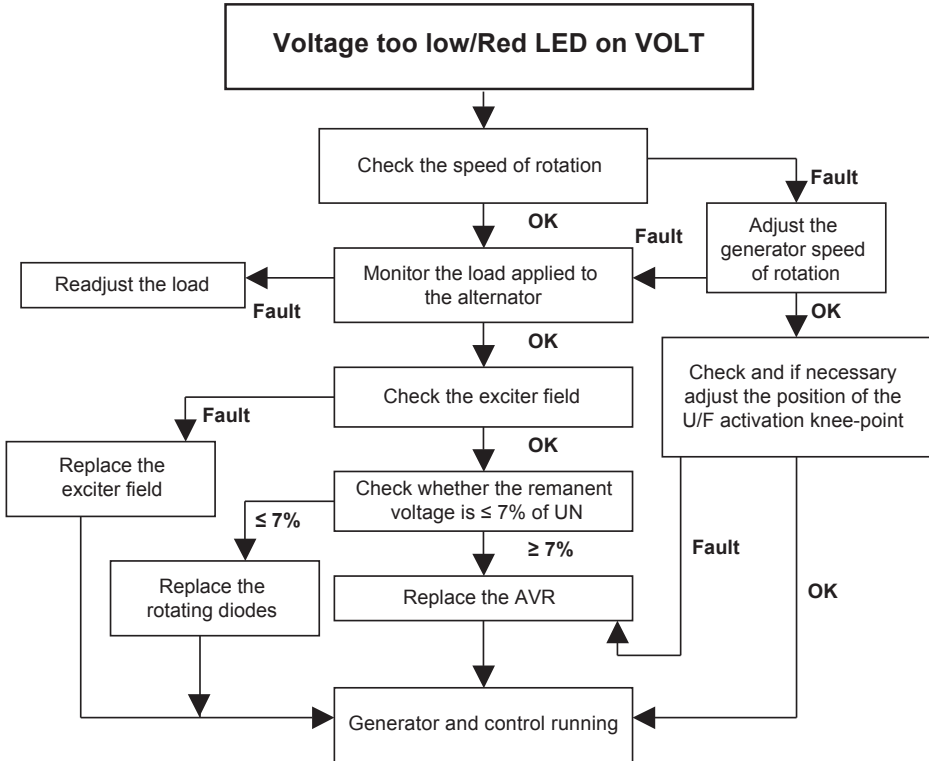 Voltage too low/Red LED on VOLT
Check the speed of rotation
Fault
OK
Fault
Adjust the
generator speed
of rotation
Readjust the load
Monitor the load applied to
the alternator
Fault
OK
OK
Check and if necessary
adjust the position of the
U/F activation knee-point
Check the exciter field
Fault
OK
Replace the
exciter field
Check whether the remanent
voltage is ≤ 7% of UN
≤ 7%
≥ 7%
Fault
OK
Replace the
rotating diodes
Replace the AVR
Generator and control running